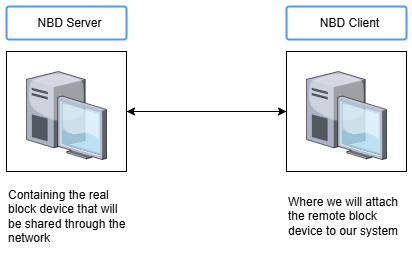 NBD Server
NBD Client
Containing the real
block device that will
be shared through the
network
Where we will attach
the remote block
device to our system